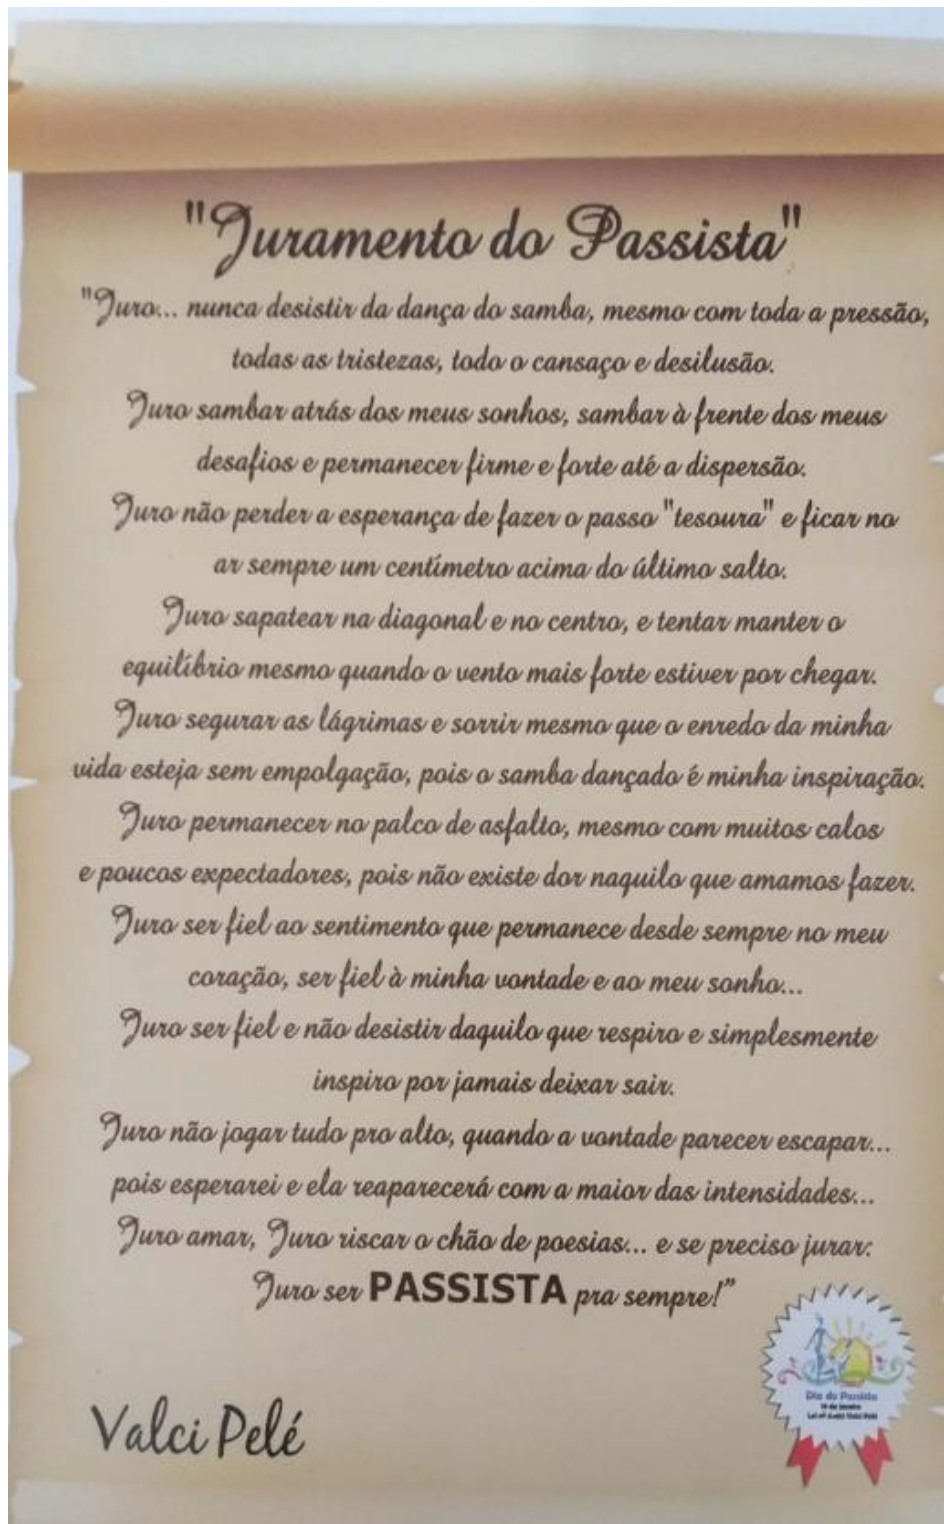 "Juramento do Passista"
"Juro... nunca desistir da dança do samba, mesmo com toda a pressão,
todas as tristezas, todo o cansaço e desilusão.
Juro sambar atrás dos meus sonhos, sambar à frente dos meus
desafios e permanecer firme e forte até a dispersão.
Juro não perder a esperança de fazer o passo "tesoura" e ficar no
ar sempre um centímetro acima do último salto.
Juro sapatear na diagonal e no centro, e tentar manter o
equilíbrio mesmo quando o vento mais forte estiver por chegar.
Juro segurar as lágrimas e sorrir mesmo que o enredo da minha
vida esteja sem empolgação, pois o samba dançado é minha inspiração.
Juro permanecer no palco de asfalto, mesmo com muitos calos
e poucos expectadores, pois não existe dor naquilo que amamos fazer.
Juro ser fiel ao sentimento que permanece desde sempre no meu
coração, ser fiel à minha vontade e ao meu sonho...
Juro ser fiel e não desistir daquilo que respiro e simplesmente
inspiro por jamais deixar sair.
Juro não jogar tudo pro alto, quando a vontade parecer escapar...
pois esperarei e ela reaparecerá com a maior das intensidades...
Juro amar, Juro riscar o chão de poesias... e se preciso jurar:
Juro ser PASSISTA pra sempre!"
Dia do Passista
de Janeiro
Lei nº Valci Pelé
Valci Pelé